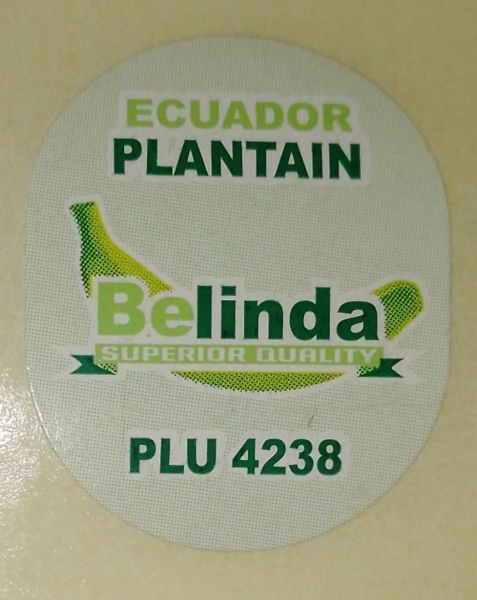 ECUADOR
PLANTAIN
Belinda
SUPERIOR QUALITY
PLU 4238